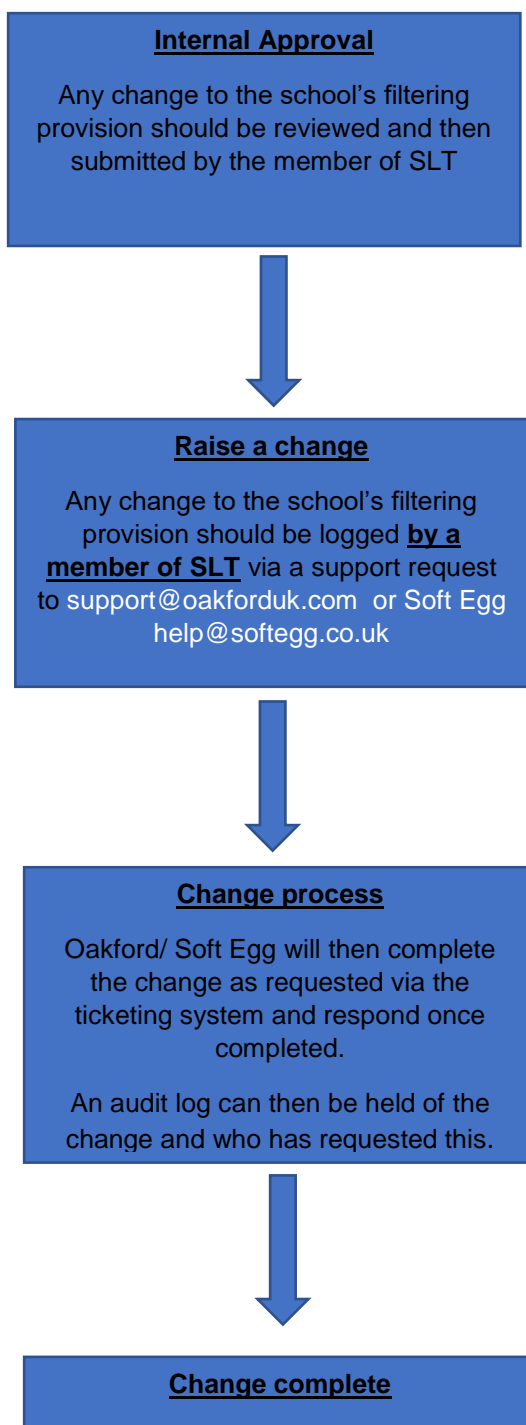 Internal Approval
Any change to the school’s filtering
provision should be reviewed and then
submitted by the member of SLT
Raise a change
Any change to the school’s filtering
provision should be logged by a
member of SLT via a support request
to support@oakforduk.com or Soft Egg
help@softegg.co.uk
Change process
Oakford/ Soft Egg will then complete
the change as requested via the
ticketing system and respond once
completed.
An audit log can then be held of the
change and who has requested this.
Change complete